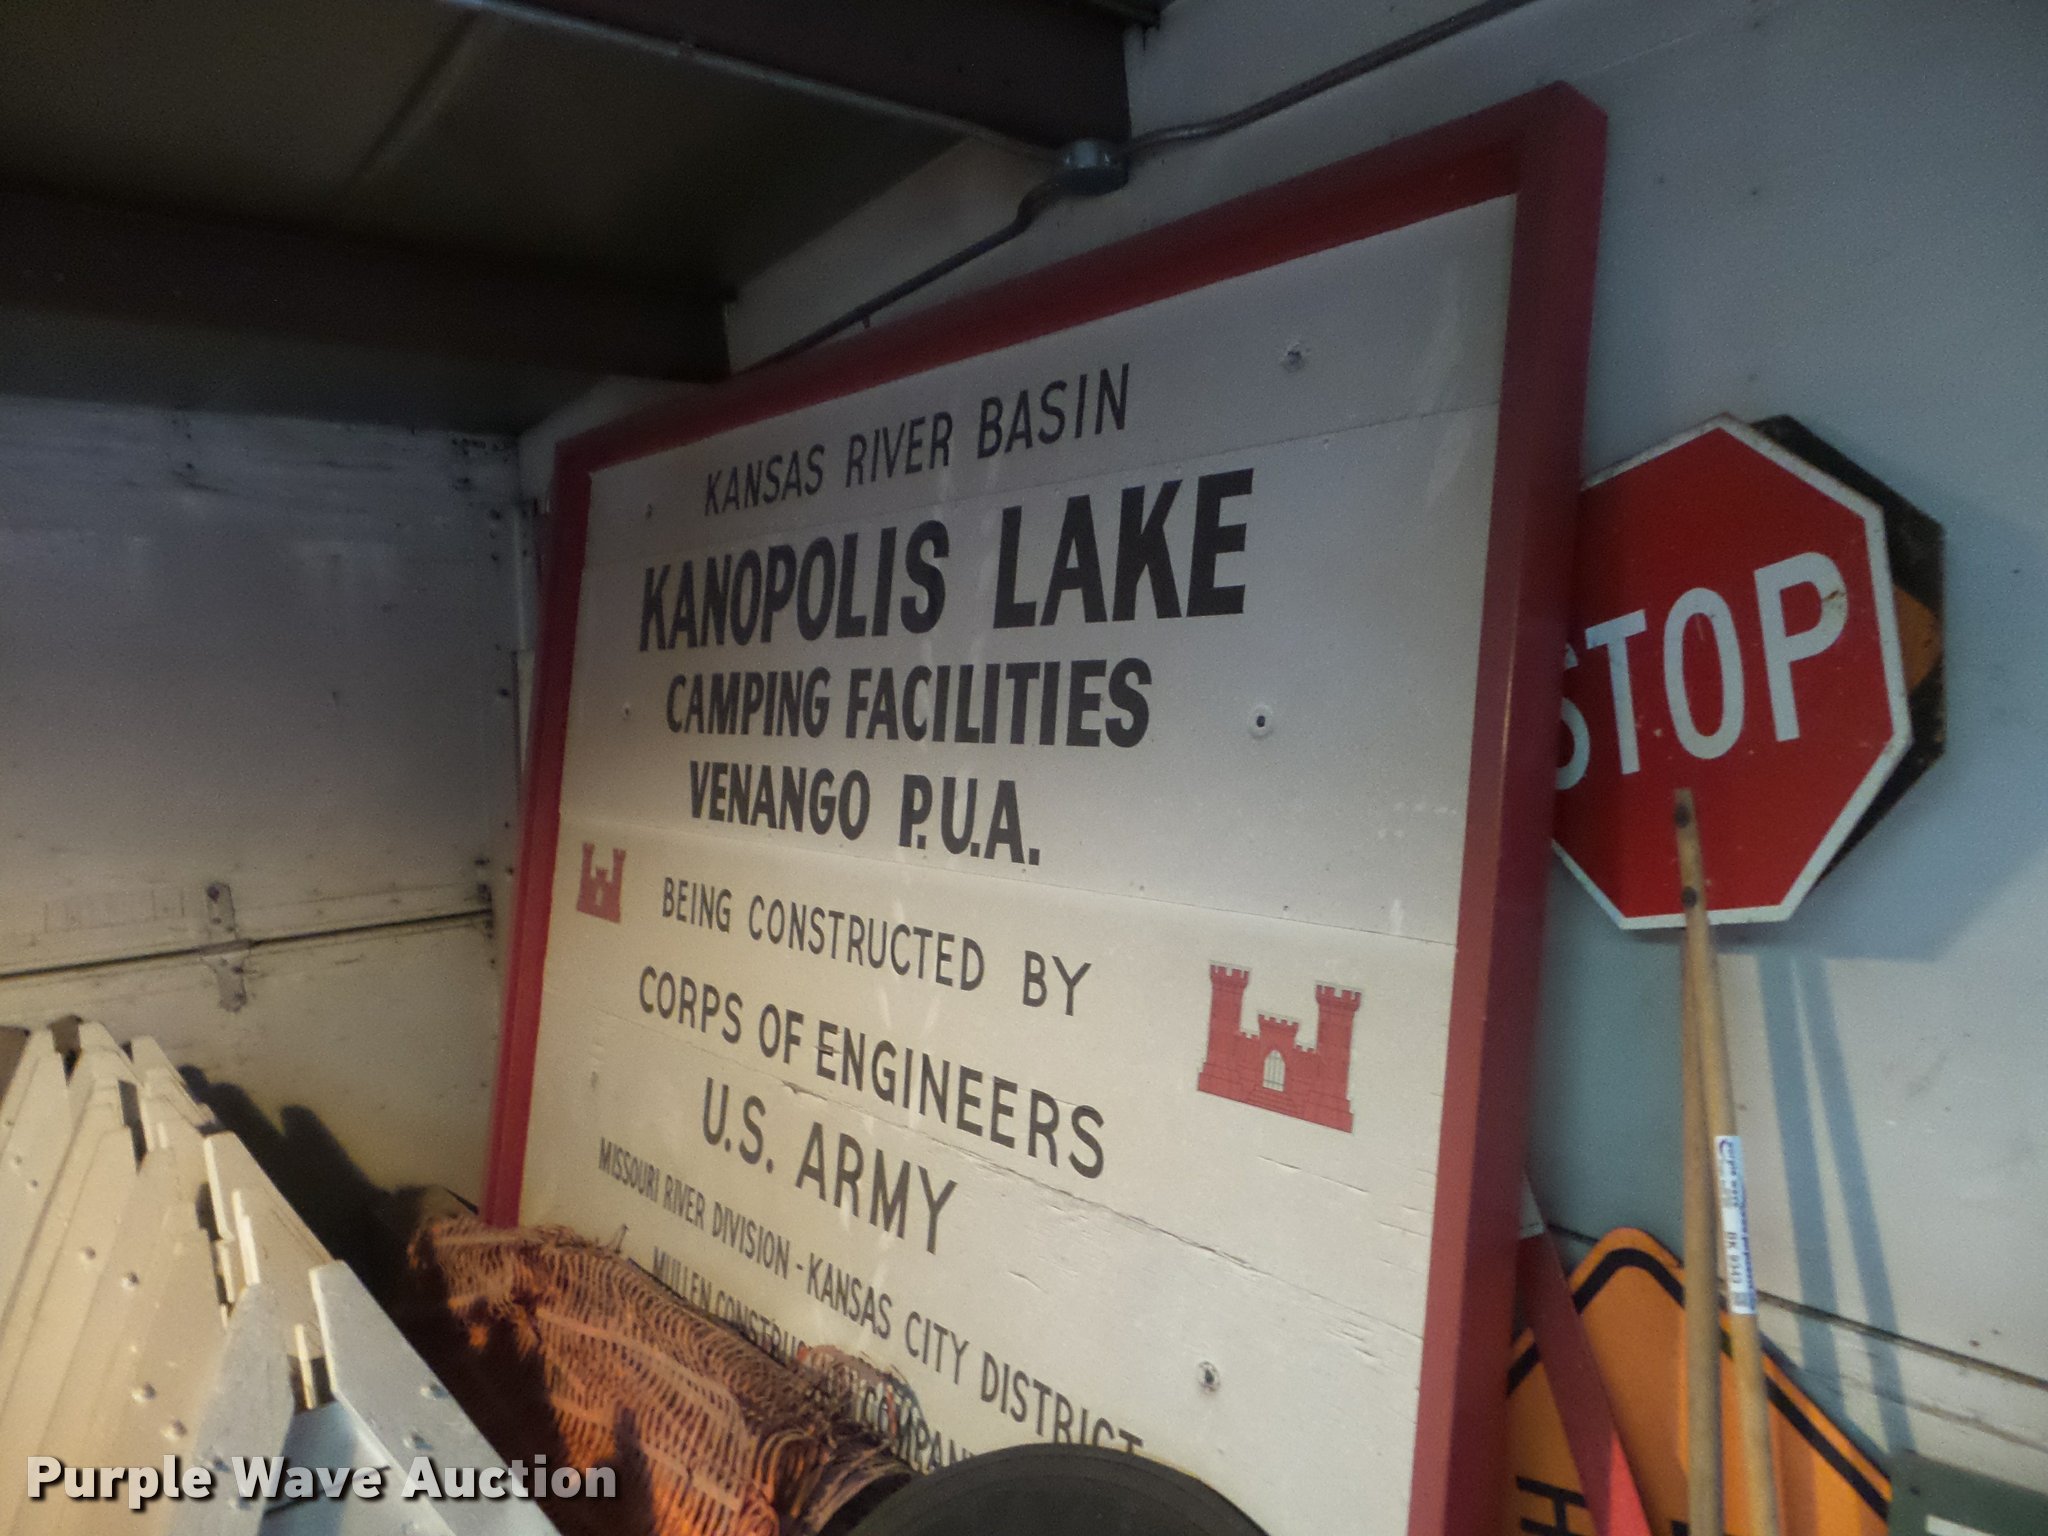 KANSAS RIVER BASIN
KANOPOLIS LAKE
CAMPING FACILITIES
VENANGO P.U.A.
BEING CONSTRUCTED BY
CORPS OF ENGINEERS
U.S. ARMY
MISSOURI RIVER DIVISION - KANSAS CITY DISTRICT
MULLEN
STOP
Purple Wave Auction